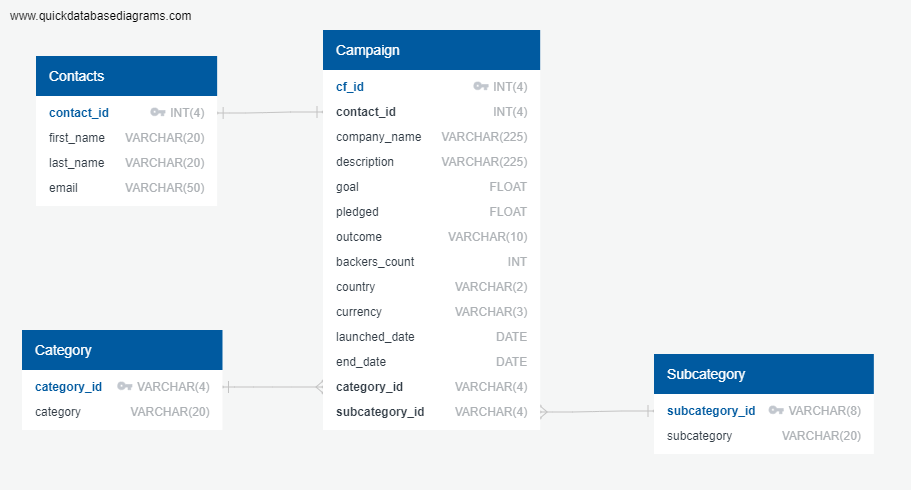 www.quickdatabasediagrams.com
Contacts
contact_id INT(4)
first_name VARCHAR(20)
last_name VARCHAR(20)
email VARCHAR(50)
Campaign
cf_id INT(4)
contact_id INT(4)
company_name VARCHAR(225)
description VARCHAR(225)
goal FLOAT
pledged FLOAT
outcome VARCHAR(10)
backers_count INT
country VARCHAR(2)
currency VARCHAR(3)
launched_date DATE
end_date DATE
category_id VARCHAR(4)
subcategory_id VARCHAR(4)
Category
category_id VARCHAR(4)
category VARCHAR(20)
Subcategory
subcategory_id VARCHAR(8)
subcategory VARCHAR(20)